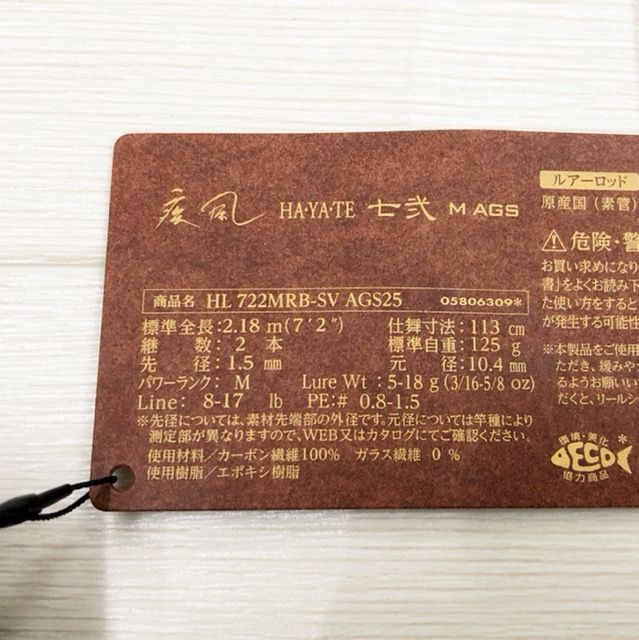 疾風 HA·YA·TE 七弐 M AGS
商品名 HL 722MRB-SV AGS25 05806309*
標準全長:2.18 m(7′2″) 仕舞寸法:113 cm
継数:2本 標準自重:125 g
先径:1.5 mm 元径:10.4 mm
パワーランク:M Lure Wt:5-18 g (3/16-5/8 oz)
Line:8-17 lb PE:# 0.8-1.5
※先径については、素材先端部の外径です。元径については竿種により
測定部が異なりますので、WEB又はカタログにてご確認ください。
使用材料/カーボン繊維100% ガラス繊維 0 %
使用樹脂/エポキシ樹脂
ルアーロッド
原産国(素管)
⚠危険・警
お買い求めになり
書』をよくお読み下
た使い方をすると
が発生する可能性
※本製品をご使用
ただき、緩みや
るようお願いい
だくと、リールシ
環境・美化
DECO
協力商品